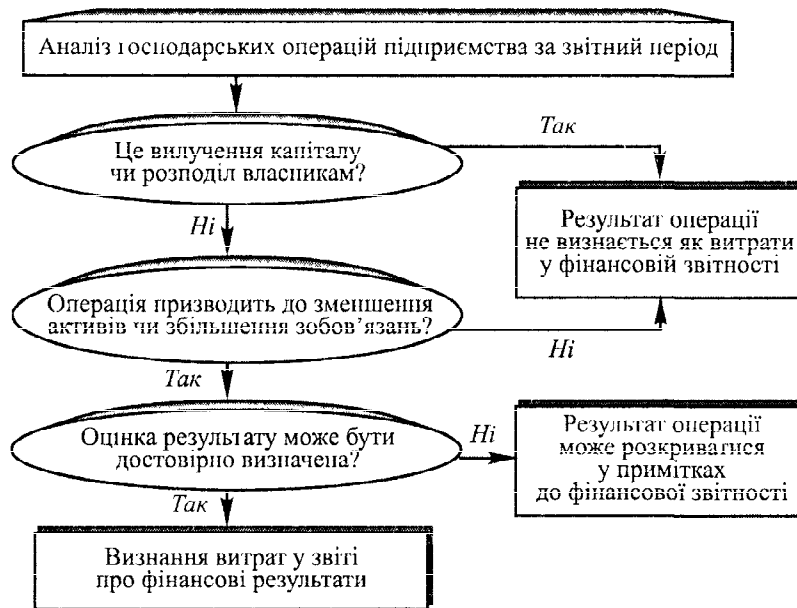 Аналіз господарських операцій підприємства за звітний період
Це вилучення капіталу
чи розподіл власникам?
Так
Ні
Результат операції
не визнається як витрати
у фінансовій звітності
Операція призводить до зменшення
активів чи збільшення зобов’язань?
Ні
Так
Оцінка результату може бути
достовірно визначена?
Ні
Результат операції
може розкриватися
у примітках
до фінансової звітності
Так
Визнання витрат у звіті
про фінансові результати